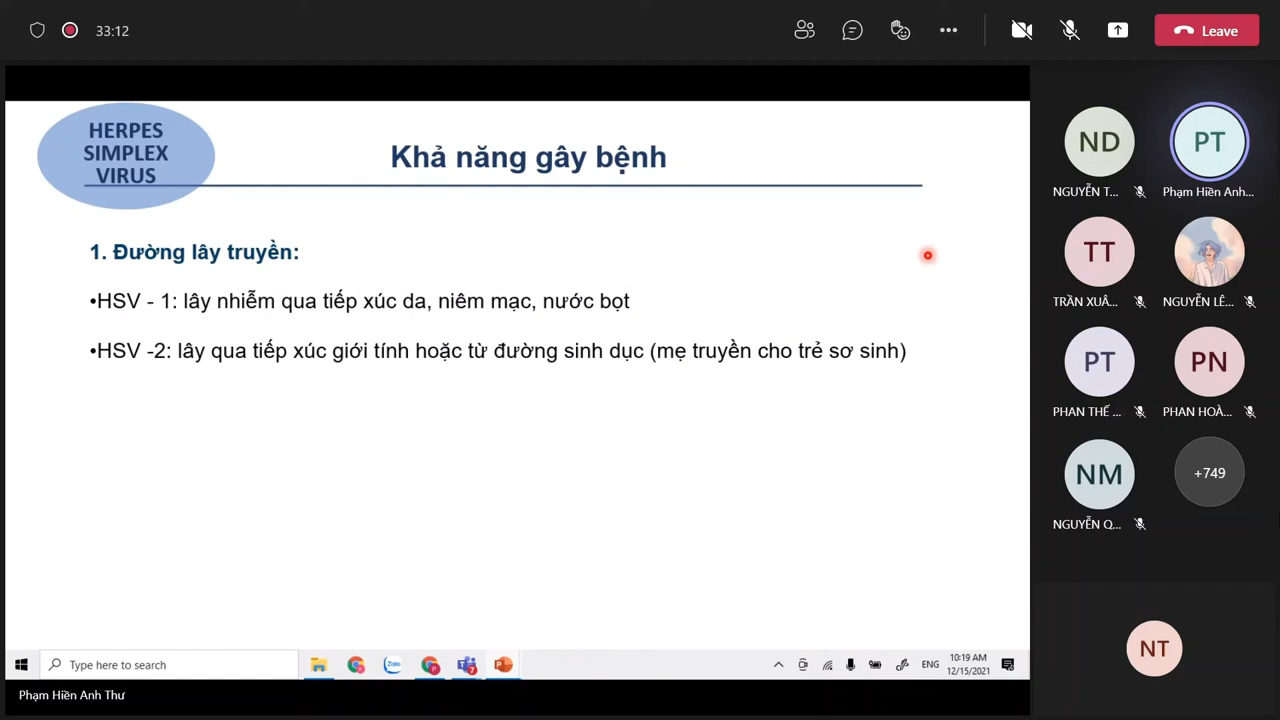 33:12
Leave
HERPES
SIMPLEX
VIRUS
Khả năng gây bệnh
1. Đường lây truyền:
•HSV - 1: lây nhiễm qua tiếp xúc da, niêm mạc, nước bọt
•HSV -2: lây qua tiếp xúc giới tính hoặc từ đường sinh dục (mẹ truyền cho trẻ sơ sinh)
ND
PT
NGUYỄN T...
Phạm Hiền Anh...
TT
TRẦN XUÂ...
NGUYỄN LÊ...
PT
PN
PHAN THẾ ...
PHAN HOÀ...
NM
+749
NGUYỄN Q...
NT
Type here to search
Zalo
ENG
10:19 AM
12/15/2021
Phạm Hiền Anh Thư